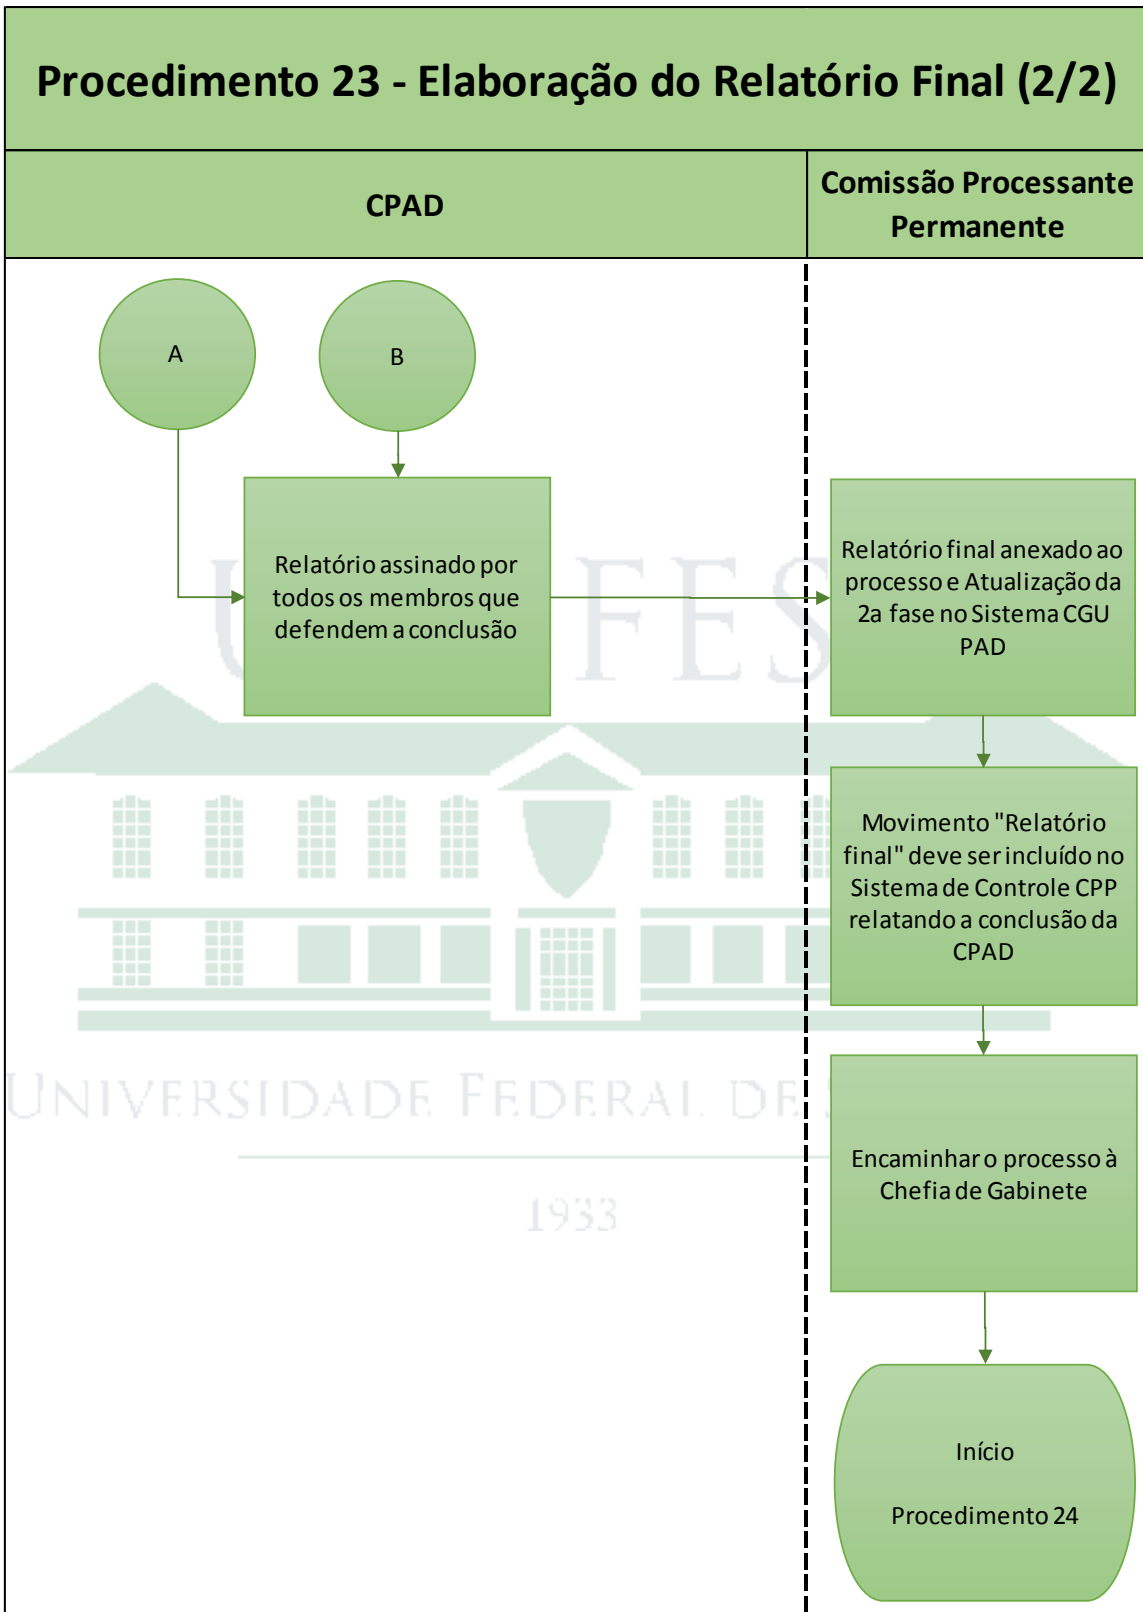 Procedimento 23 - Elaboração do Relatório Final (2/2)
CPAD
Comissão Processante
Permanente
A
B
Relatório assinado por
todos os membros que
defendem a conclusão
Relatório final anexado ao
processo e Atualização da
2a fase no Sistema CGU
PAD
Movimento "Relatório
final" deve ser incluído no
Sistema de Controle CPP
relatando a conclusão da
CPAD
Encaminhar o processo à
Chefia de Gabinete
Início
Procedimento 24
U FES
UNIVERSIDADE FEDERAL DE S
1933